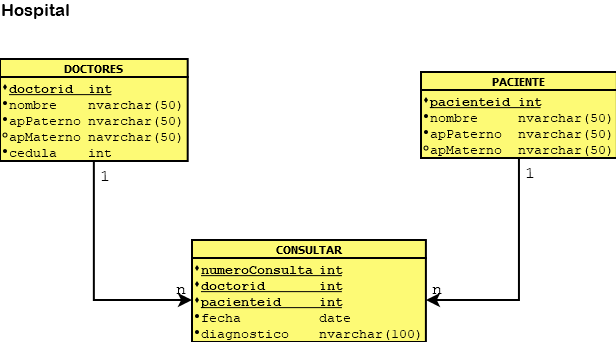 Hospital
DOCTORES
doctorid int
nombre nvarchar(50)
apPaterno nvarchar(50)
apMaterno navrchar(50)
cedula int
1
PACIENTE
pacienteid int
nombre nvarchar(50)
apPaterno nvarchar(50)
apMaterno nvarchar(50)
1
n
n
CONSULTAR
numeroConsulta int
doctorid int
pacienteid int
fecha date
diagnostico nvarchar(100)